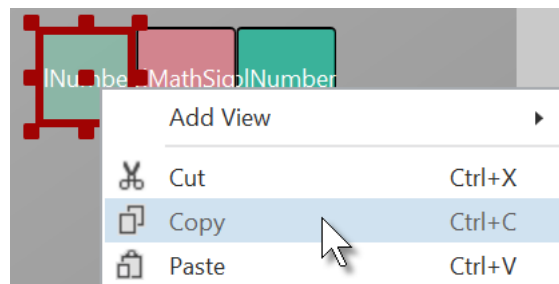 lNumber
MathSig
lNumber
Add View
Cut Ctrl+X
Copy Ctrl+C
Paste Ctrl+V